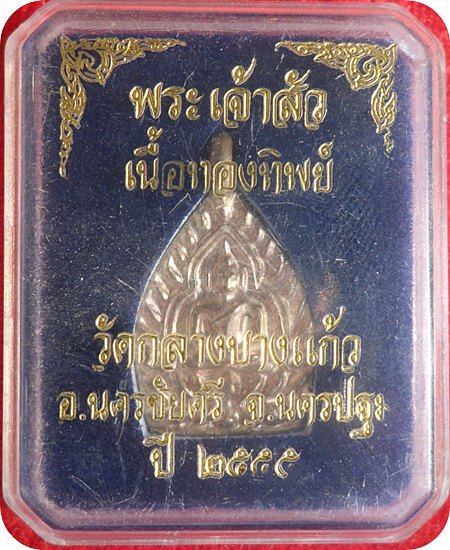 พระเจ้าสัว
เนื้อทองทิพย์
วัดกลางบางแก้ว
อ.นครชัยศรี จ.นครปฐม
ปี ๒๕๕๕